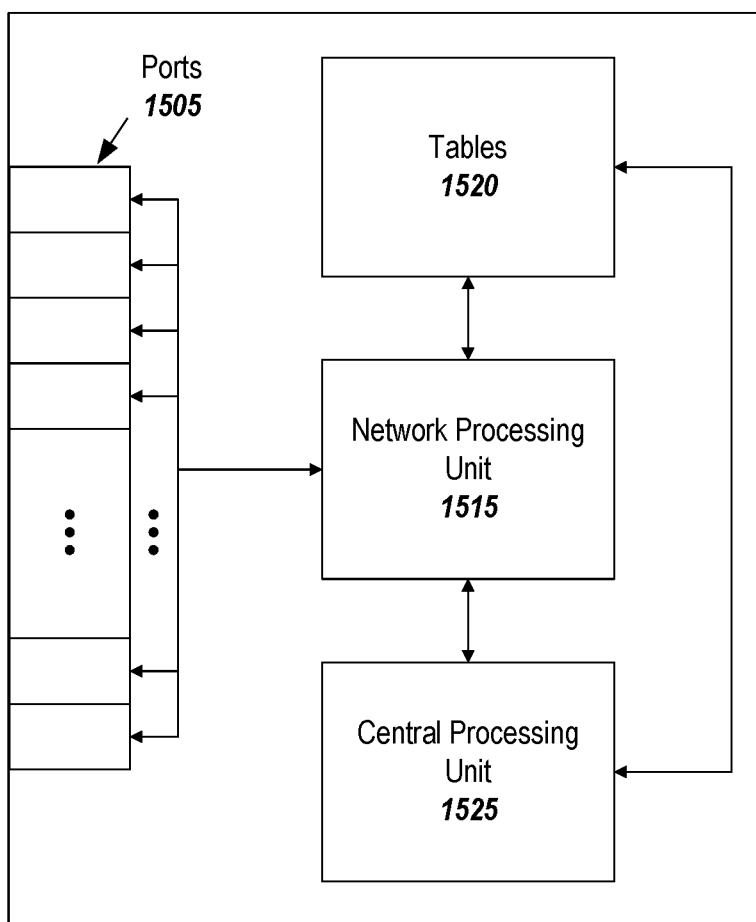 Ports
1505
Tables
1520
Network Processing
Unit
1515
Central Processing
Unit
1525